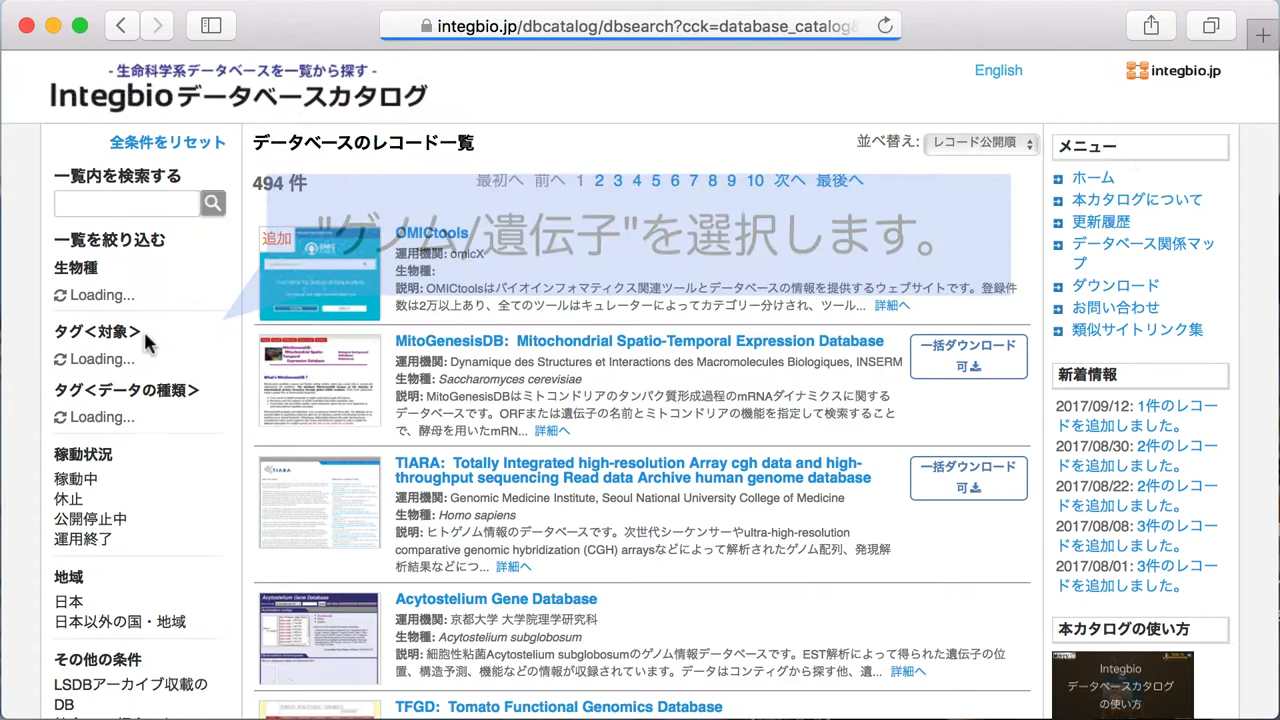 integbio.jp/dbcatalog/dbsearch?cck=database_catalog&
- 生命科学系データベースを一覧から探す -
Integbioデータベースカタログ
English
integbio.jp
全条件をリセット
一覧内を検索する
一覧を絞り込む
生物種
Loading...
タグ<対象>
Loading...
タグ<データの種類>
Loading...
稼動状況
稼動中
休止
公開停止中
運用終了
地域
日本
日本以外の国・地域
その他の条件
LSDBアーカイブ収載の
DB
データベースのレコード一覧
並べ替え: レコード公開順
494 件
最初へ 前へ 1 2 3 4 5 6 7 8 9 10 次へ 最後へ
"ゲノム/遺伝子"を選択します。
追加
OMICtools
運用機関: omicX
生物種:
説明: OMICtoolsはバイオインフォマティクス関連ツールとデータベースの情報を提供するウェブサイトです。登録件
数は2万以上あり、全てのツールはキュレーターによってカテゴリー分けされ、ツール... 詳細へ
MitoGenesisDB: Mitochondrial Spatio-Temporal Expression Database
運用機関: Dynamique des Structures et Interactions des Macromolecules Biologiques, INSERM
生物種: Saccharomyces cerevisiae
説明: MitoGenesisDBはミトコンドリアのタンパク質形成過程のmRNAダイナミクスに関する
データベースです。ORFまたは遺伝子の名前とミトコンドリアの機能を指定して検索すること
で、酵母を用いたmRN... 詳細へ
一括ダウンロード
可
TIARA
TIARA: Totally Integrated high-resolution Array cgh data and high-
throughput sequencing Read data Archive human genome database
運用機関: Genomic Medicine Institute, Seoul National University College of Medicine
生物種: Homo sapiens
説明: ヒトゲノム情報のデータベースです。次世代シークエンサーやultra-high-resolution
comparative genomic hybridization (CGH) arraysなどによって解析されたゲノム配列、発現解
析結果などにつ... 詳細へ
一括ダウンロード
可
Acytostelium Gene Database
運用機関: 京都大学 大学院理学研究科
生物種: Acytostelium subglobosum
説明: 細胞性粘菌Acytostelium subglobosumのゲノム情報データベースです。EST解析によって得られた遺伝子の位
置、構造予測、機能などの情報が収録されています。データはコンティグから探す他、遺... 詳細へ
TFGD: Tomato Functional Genomics Database
メニュー
ホーム
本カタログについて
更新履歴
データベース関係マッ
プ
ダウンロード
お問い合わせ
類似サイトリンク集
新着情報
2017/09/12: 1件のレコー
ドを追加しました。
2017/08/30: 2件のレコー
ドを追加しました。
2017/08/22: 2件のレコー
ドを追加しました。
2017/08/08: 3件のレコー
ドを追加しました。
2017/08/01: 3件のレコー
ドを追加しました。
本カタログの使い方
Integbio
データベースカタログ
の使い方